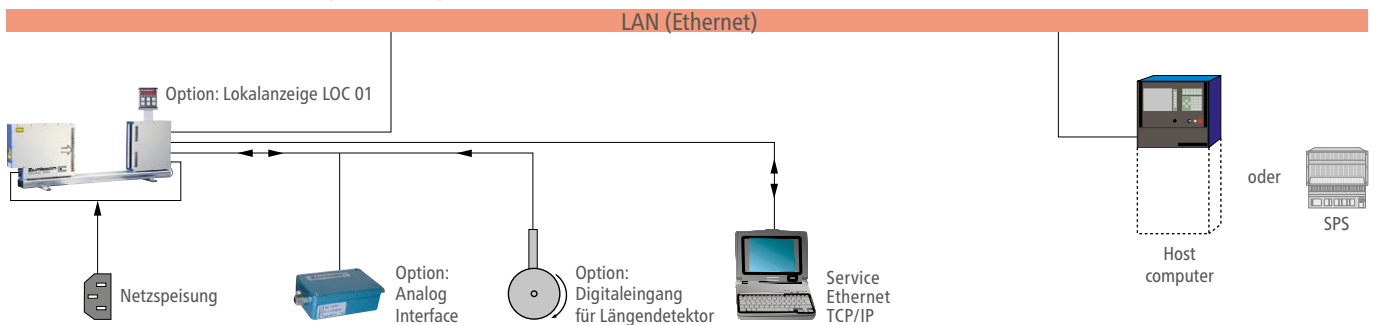 LAN (Ethernet)
Option: Lokalanzeige LOC 01
Zumbach
oder
SPS
Host
computer
Netzspeisung
Option:
Analog
Interface
Option:
Digitaleingang
für Längendetektor
Service
Ethernet
TCP/IP